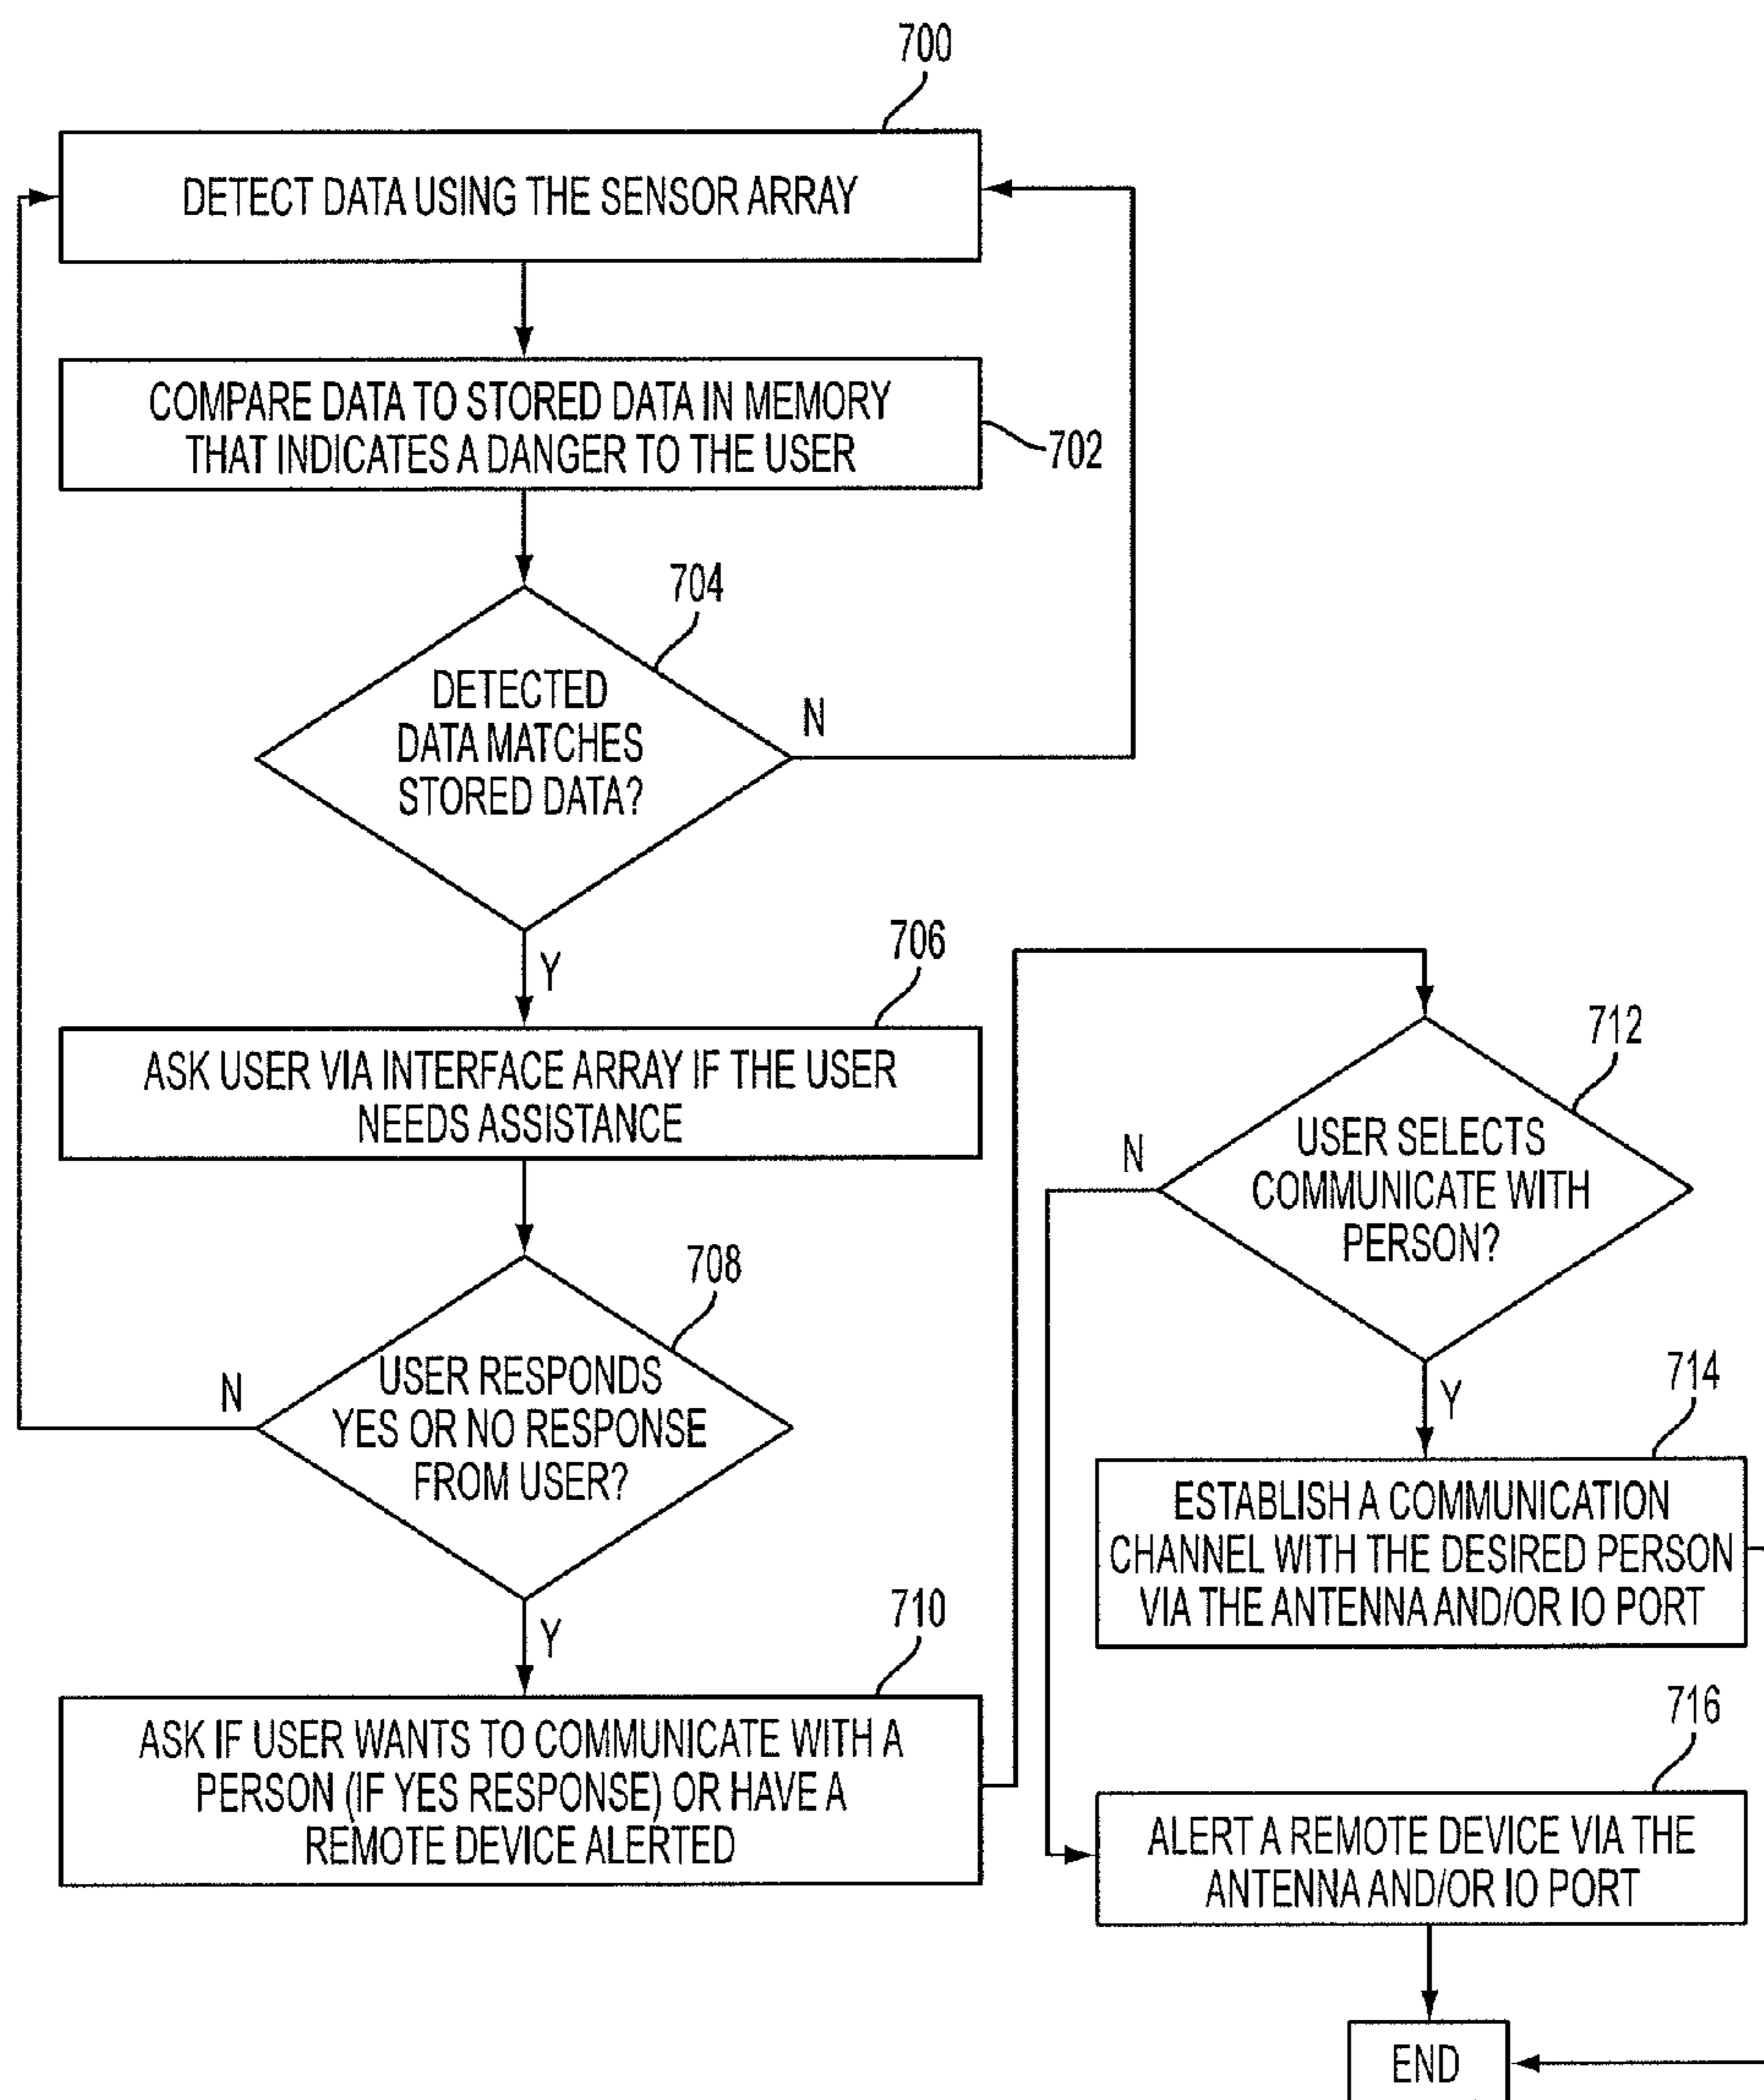 700
DETECT DATA USING THE SENSOR ARRAY
COMPARE DATA TO STORED DATA IN MEMORY
THAT INDICATES A DANGER TO THE USER
702
704
DETECTED
DATA MATCHES
STORED DATA?
N
Y
706
ASK USER VIA INTERFACE ARRAY IF THE USER
NEEDS ASSISTANCE
708
USER RESPONDS
YES OR NO RESPONSE
FROM USER?
N
Y
710
ASK IF USER WANTS TO COMMUNICATE WITH A
PERSON (IF YES RESPONSE) OR HAVE A
REMOTE DEVICE ALERTED
712
USER SELECTS
COMMUNICATE WITH
PERSON?
N
Y
714
ESTABLISH A COMMUNICATION
CHANNEL WITH THE DESIRED PERSON
VIA THE ANTENNA AND/OR IO PORT
716
ALERT A REMOTE DEVICE VIA THE
ANTENNA AND/OR IO PORT
END